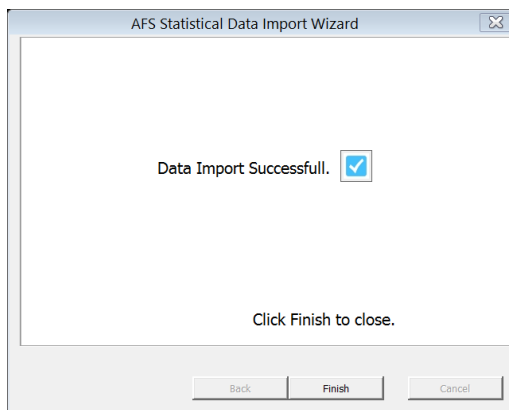 AFS Statistical Data Import Wizard
Data Import Successfull.
Click Finish to close.
Back Finish Cancel